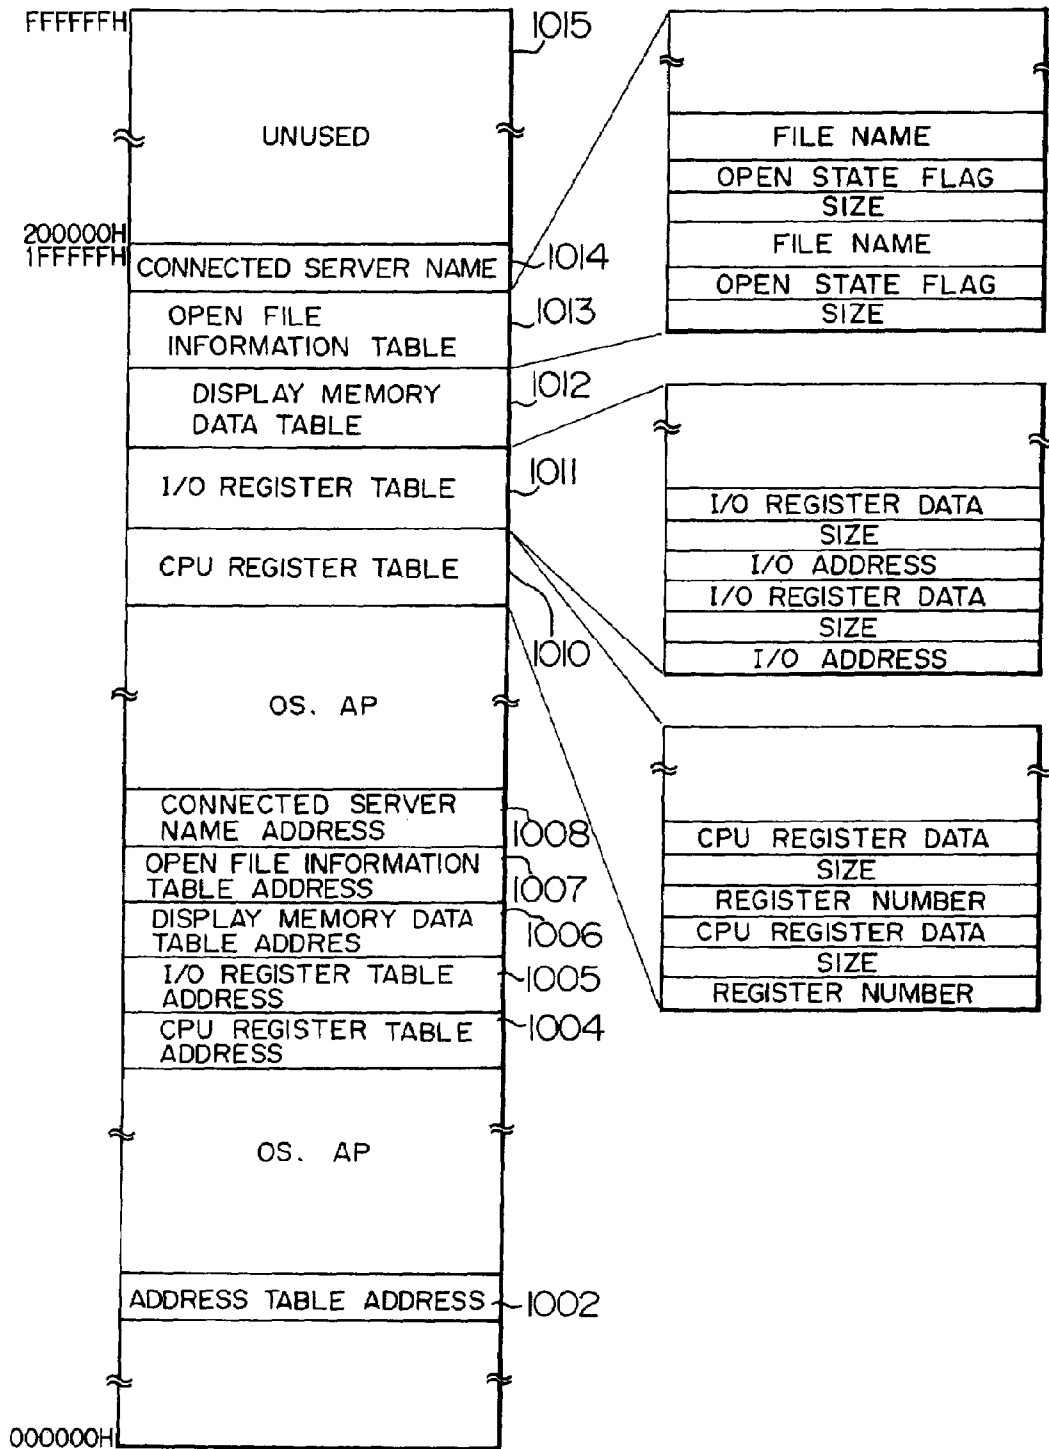 FFFFFFH
1015
UNUSED
200000H
1FFFFFH
CONNECTED SERVER NAME
1014
OPEN FILE
INFORMATION TABLE
1013
DISPLAY MEMORY
DATA TABLE
1012
I/O REGISTER TABLE
1011
CPU REGISTER TABLE
1010
OS. AP
CONNECTED SERVER
NAME ADDRESS
1008
OPEN FILE INFORMATION
TABLE ADDRESS
1007
DISPLAY MEMORY DATA
TABLE ADDRES
1006
I/O REGISTER TABLE
ADDRESS
1005
CPU REGISTER TABLE
ADDRESS
1004
OS. AP
ADDRESS TABLE ADDRESS
1002
000000H
FILE NAME
OPEN STATE FLAG
SIZE
FILE NAME
OPEN STATE FLAG
SIZE
I/O REGISTER DATA
SIZE
I/O ADDRESS
I/O REGISTER DATA
SIZE
I/O ADDRESS
CPU REGISTER DATA
SIZE
REGISTER NUMBER
CPU REGISTER DATA
SIZE
REGISTER NUMBER